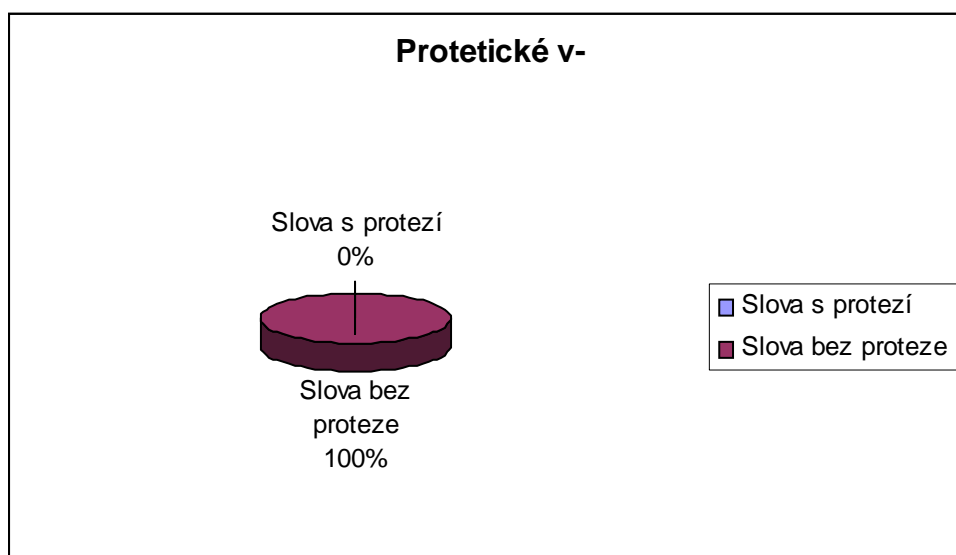 Protetické v-
Slova s protezí
0%
Slova bez
proteze
100%
Slova s protezí
Slova bez proteze